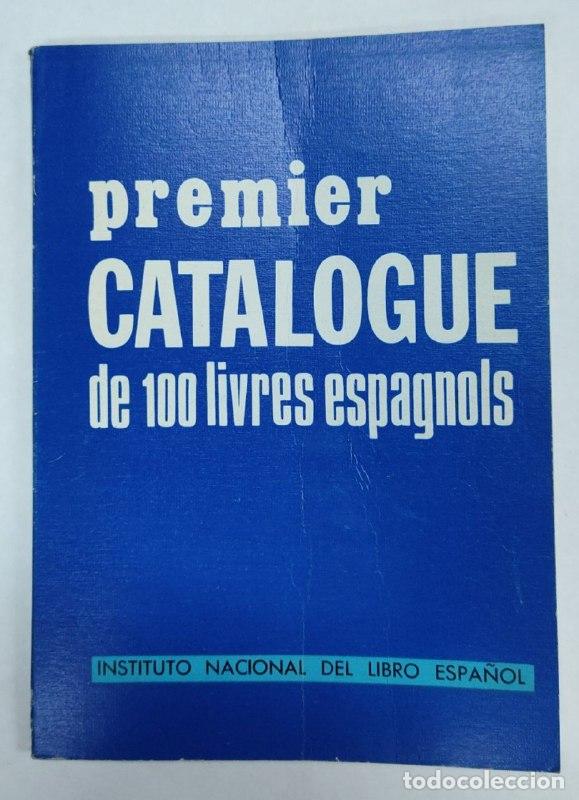 premier
CATALOGUE
de 100 livres espagnols
INSTITUTO NACIONAL DEL LIBRO ESPAÑOL
todocoleccion